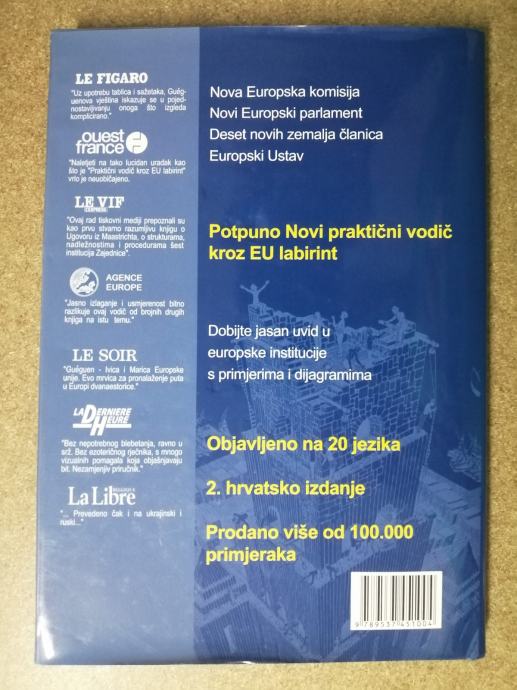 LE FIGARO
"Uz upotrebu tablica i sažetaka, Gué-
guenova vještina iskazuje se u pojed-
nostavljivanju onoga što izgleda
komplicirano."
ouest
france
"Naletjeti na tako lucidan uradak kao
što je "Praktični vodič kroz EU labirint"
vrlo je neuobičajeno.
LE VIF
L'EXPRESS
"Ovaj rad tiskovni mediji prepoznali su
kao prvu stvarno razumljivu knjigu o
Ugovoru iz Maastrichta, o strukturama,
nadležnostima i procedurama šest
institucija Zajednice".
AGENCE
EUROPE
"Jasno izlaganje i usmjerenost bitno
razlikuje ovaj vodič od brojnih drugih
knjiga na istu temu."
LE SOIR
"Guéguen - Ivica i Marica Europske
unije. Evo mrvica za pronalaženje puta
u Europi dvanaestorice."
LA DERNIERE
HEURE
"Bez nepotrebnog blebetanja, ravno u
srž. Bez ezoteričnog rječnika, s mnogo
vizualnih pomagala koja objašnjavaju
bit. Nezamjenjiv priručnik."
La Libre
"... Prevedeno čak i na ukrajinski i
ruski..."
Nova Europska komisija
Novi Europski parlament
Deset novih zemalja članica
Europski Ustav
Potpuno Novi praktični vodič
kroz EU labirint
Dobijte jasan uvid u
europske institucije
s primjerima i dijagramima
Objavljeno na 20 jezika
2. hrvatsko izdanje
Prodano više od 100.000
primjeraka
9 789537 451004